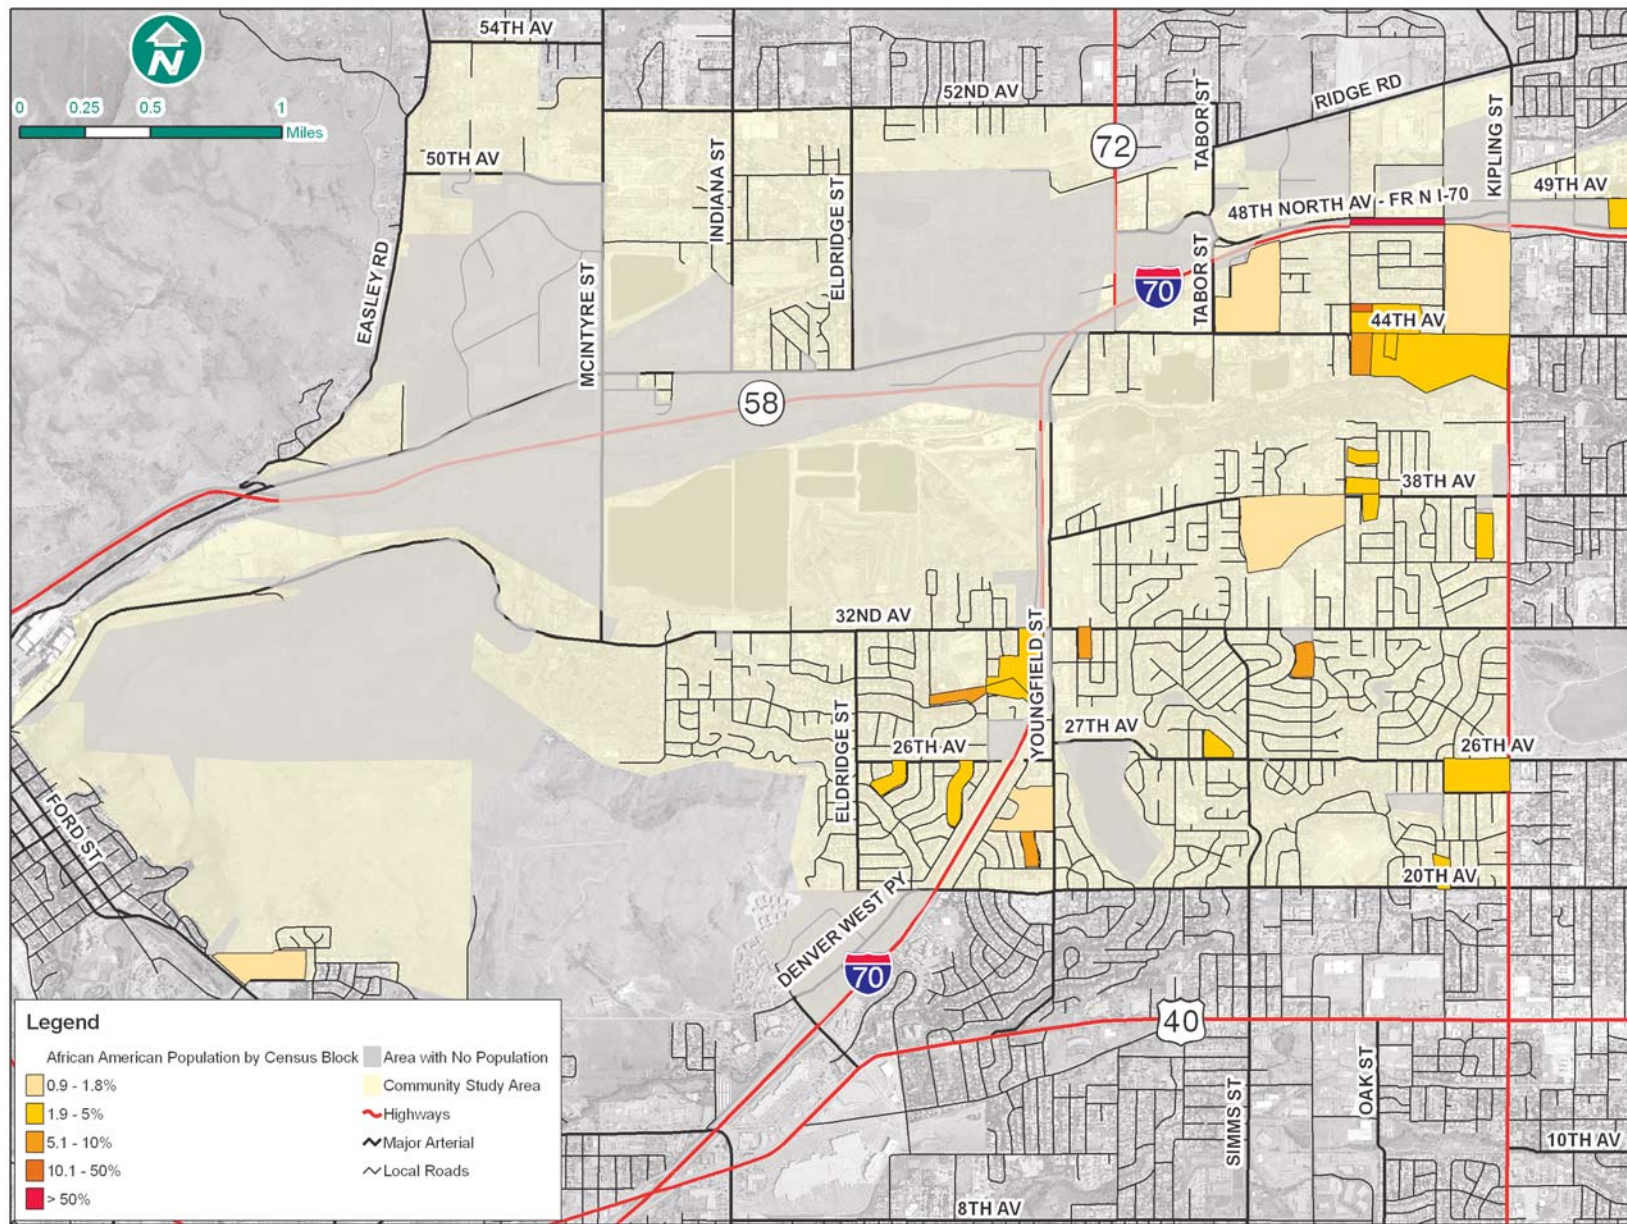 54TH AV
N
0 0.25 0.5 1
Miles
52ND AV
RIDGE RD
TABOR ST
KIPLING ST
72
50TH AV
INDIANA ST
ELDRIDGE ST
49TH AV
48TH NORTH AV - FR N I-70
EASLEY RD
MCINTYRE ST
TABOR ST
70
44TH AV
58
38TH AV
32ND AV
YOUNGFIELD ST
ELDRIDGE ST
27TH AV
26TH AV
26TH AV
FORD ST
20TH AV
DENVER WEST PY
70
40
SIMMS ST
OAK ST
10TH AV
8TH AV
Legend
African American Population by Census Block
0.9 - 1.8%
1.9 - 5%
5.1 - 10%
10.1 - 50%
> 50%
Area with No Population
Community Study Area
Highways
Major Arterial
Local Roads